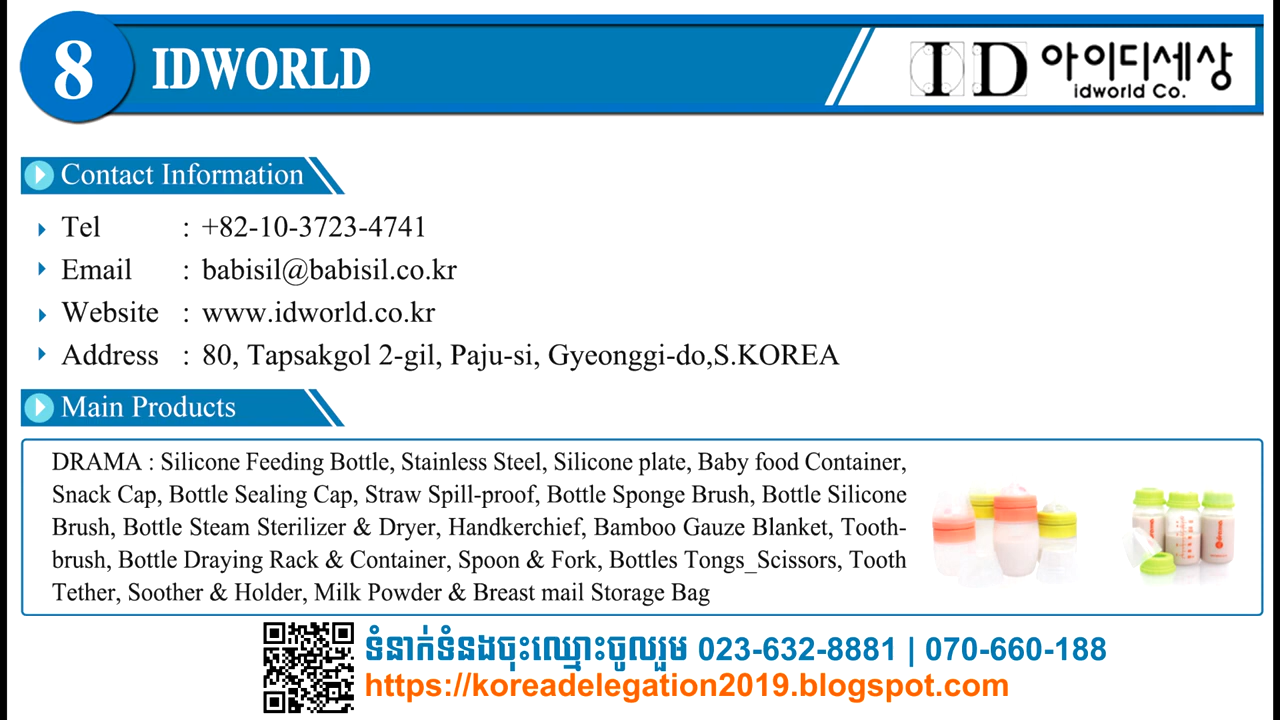 8 IDWORLD
ID 아이디세상
idworld Co.
Contact Information
Tel : +82-10-3723-4741
Email : babisil@babisil.co.kr
Website : www.idworld.co.kr
Address : 80, Tapsakgol 2-gil, Paju-si, Gyeonggi-do,S.KOREA
Main Products
DRAMA : Silicone Feeding Bottle, Stainless Steel, Silicone plate, Baby food Container,
Snack Cap, Bottle Sealing Cap, Straw Spill-proof, Bottle Sponge Brush, Bottle Silicone
Brush, Bottle Steam Sterilizer & Dryer, Handkerchief, Bamboo Gauze Blanket, Tooth-
brush, Bottle Draying Rack & Container, Spoon & Fork, Bottles Tongs_Scissors, Tooth
Tether, Soother & Holder, Milk Powder & Breast mail Storage Bag
ទំនាក់ទំនងចុះឈ្មោះចូលរួម 023-632-8881 | 070-660-188
https://koreadelegation2019.blogspot.com